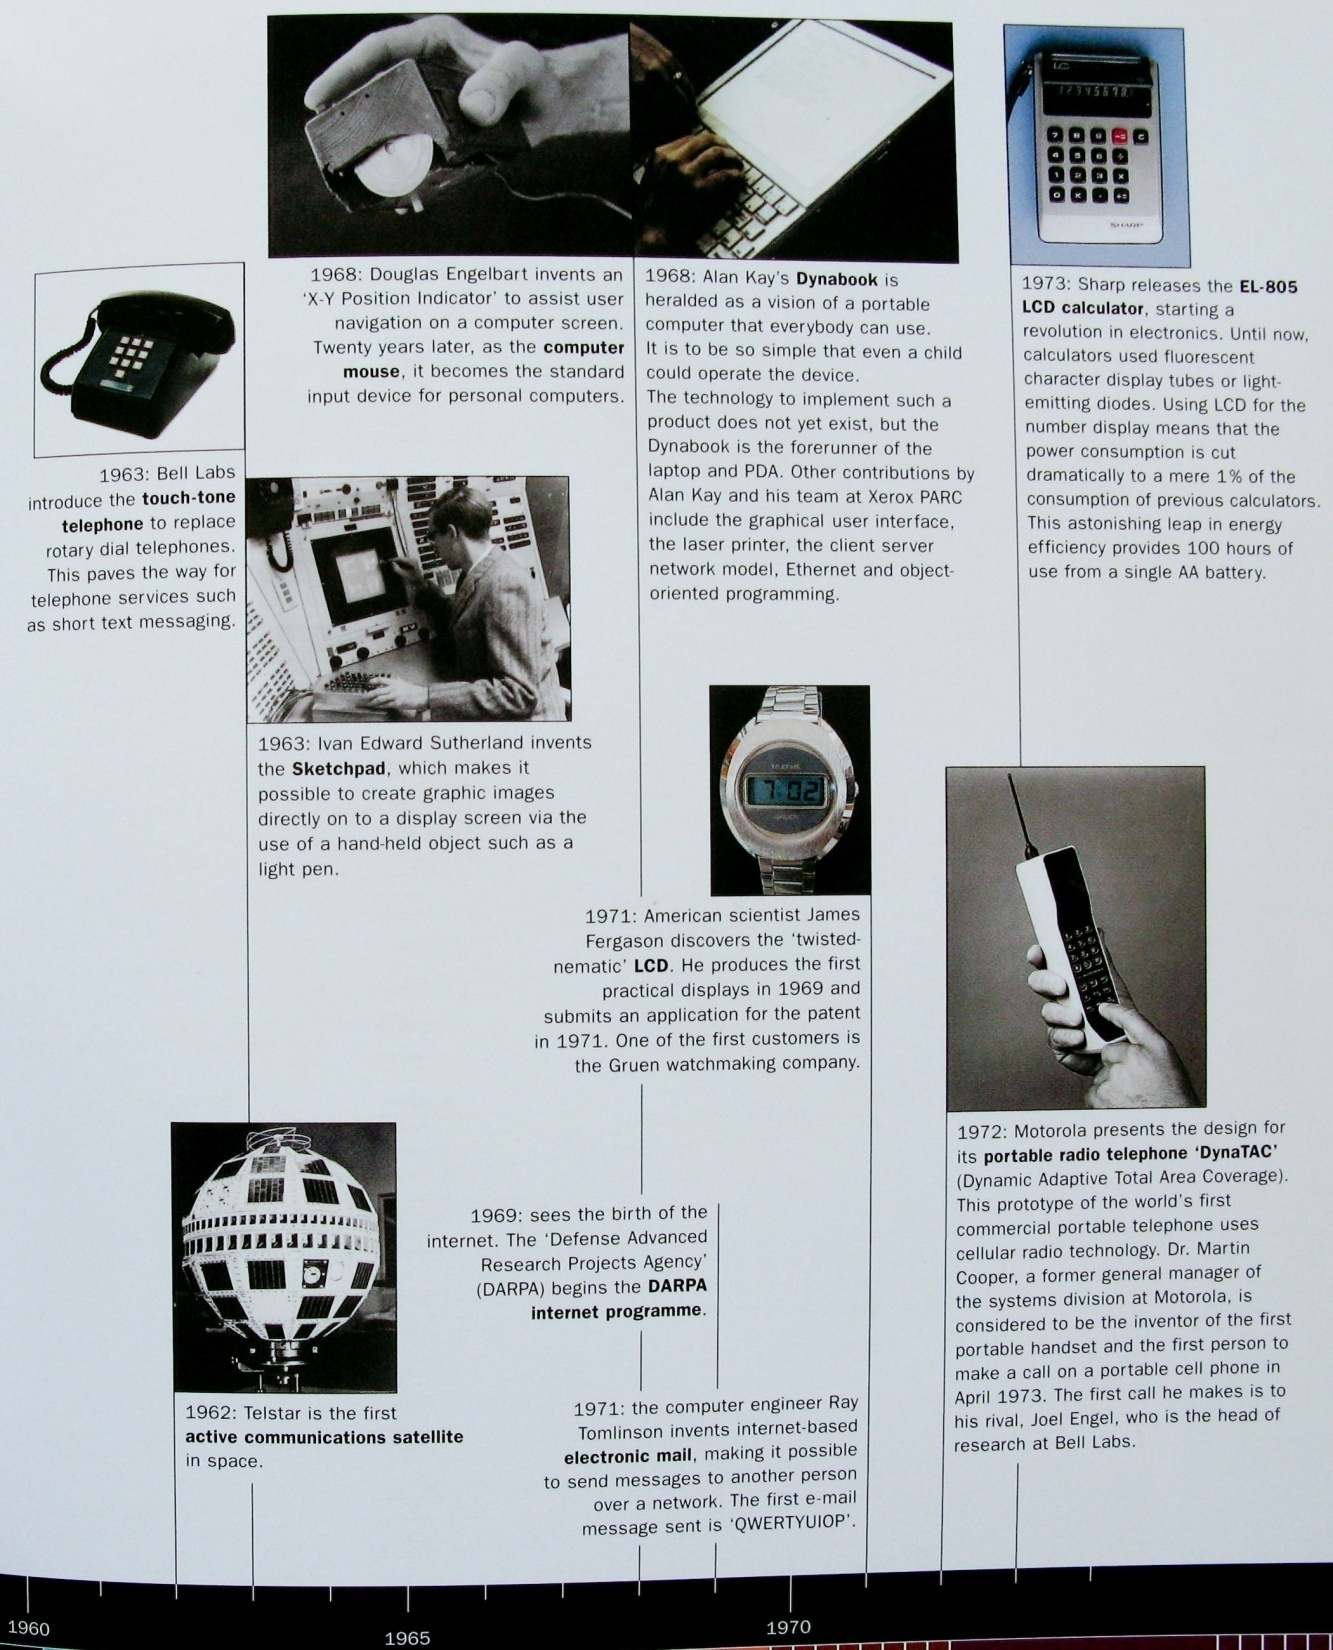 1968: Douglas Engelbart invents an
'X-Y Position Indicator' to assist user
navigation on a computer screen.
Twenty years later, as the computer
mouse, it becomes the standard
input device for personal computers.
1968: Alan Kay's Dynabook is
heralded as a vision of a portable
computer that everybody can use.
It is to be so simple that even a child
could operate the device.
The technology to implement such a
product does not yet exist, but the
Dynabook is the forerunner of the
laptop and PDA. Other contributions by
Alan Kay and his team at Xerox PARC
include the graphical user interface,
the laser printer, the client server
network model, Ethernet and object-
oriented programming.
LC
12345678.
7 8 9 C
4 5 6 ÷
1 2 3 x
0 K
SHARP
1973: Sharp releases the EL-805
LCD calculator, starting a
revolution in electronics. Until now,
calculators used fluorescent
character display tubes or light-
emitting diodes. Using LCD for the
number display means that the
power consumption is cut
dramatically to a mere 1% of the
consumption of previous calculators.
This astonishing leap in energy
efficiency provides 100 hours of
use from a single AA battery.
1963: Bell Labs
introduce the touch-tone
telephone to replace
rotary dial telephones.
This paves the way for
telephone services such
as short text messaging.
1963: Ivan Edward Sutherland invents
the Sketchpad, which makes it
possible to create graphic images
directly on to a display screen via the
use of a hand-held object such as a
light pen.
TELETIME
7:02
GRUEN
1971: American scientist James
Fergason discovers the 'twisted-
nematic' LCD. He produces the first
practical displays in 1969 and
submits an application for the patent
in 1971. One of the first customers is
the Gruen watchmaking company.
1972: Motorola presents the design for
its portable radio telephone 'DynaTAC'
(Dynamic Adaptive Total Area Coverage).
This prototype of the world's first
commercial portable telephone uses
cellular radio technology. Dr. Martin
Cooper, a former general manager of
the systems division at Motorola, is
considered to be the inventor of the first
portable handset and the first person to
make a call on a portable cell phone in
April 1973. The first call he makes is to
his rival, Joel Engel, who is the head of
research at Bell Labs.
1969: sees the birth of the
internet. The 'Defense Advanced
Research Projects Agency'
(DARPA) begins the DARPA
internet programme.
1962: Telstar is the first
active communications satellite
in space.
1971: the computer engineer Ray
Tomlinson invents internet-based
electronic mail, making it possible
to send messages to another person
over a network. The first e-mail
message sent is 'QWERTYUIOP'.
1960
1965
1970